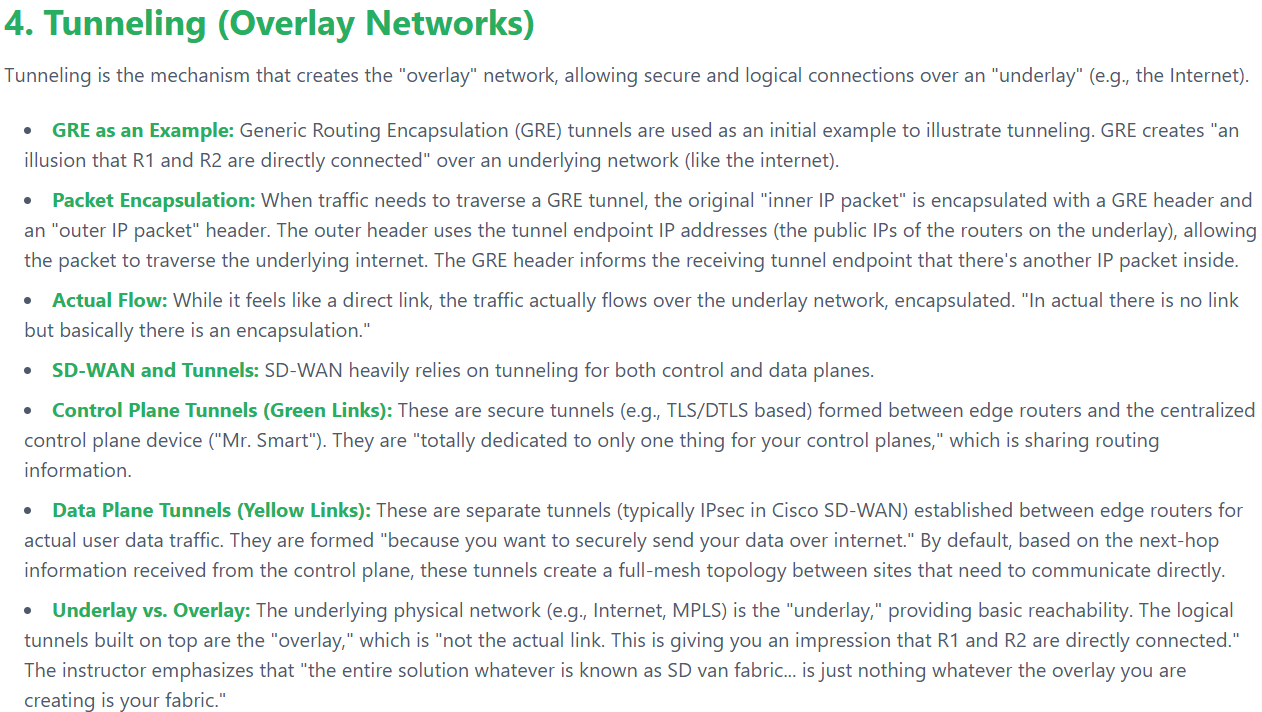 4. Tunneling (Overlay Networks)
Tunneling is the mechanism that creates the "overlay" network, allowing secure and logical connections over an "underlay" (e.g., the Internet).
• GRE as an Example: Generic Routing Encapsulation (GRE) tunnels are used as an initial example to illustrate tunneling. GRE creates "an
illusion that R1 and R2 are directly connected" over an underlying network (like the internet).
• Packet Encapsulation: When traffic needs to traverse a GRE tunnel, the original "inner IP packet" is encapsulated with a GRE header and
an "outer IP packet" header. The outer header uses the tunnel endpoint IP addresses (the public IPs of the routers on the underlay), allowing
the packet to traverse the underlying internet. The GRE header informs the receiving tunnel endpoint that there's another IP packet inside.
• Actual Flow: While it feels like a direct link, the traffic actually flows over the underlay network, encapsulated. "In actual there is no link
but basically there is an encapsulation."
• SD-WAN and Tunnels: SD-WAN heavily relies on tunneling for both control and data planes.
• Control Plane Tunnels (Green Links): These are secure tunnels (e.g., TLS/DTLS based) formed between edge routers and the centralized
control plane device ("Mr. Smart"). They are "totally dedicated to only one thing for your control planes," which is sharing routing
information.
• Data Plane Tunnels (Yellow Links): These are separate tunnels (typically IPsec in Cisco SD-WAN) established between edge routers for
actual user data traffic. They are formed "because you want to securely send your data over internet." By default, based on the next-hop
information received from the control plane, these tunnels create a full-mesh topology between sites that need to communicate directly.
• Underlay vs. Overlay: The underlying physical network (e.g., Internet, MPLS) is the "underlay," providing basic reachability. The logical
tunnels built on top are the "overlay," which is "not the actual link. This is giving you an impression that R1 and R2 are directly connected."
The instructor emphasizes that "the entire solution whatever is known as SD van fabric... is just nothing whatever the overlay you are
creating is your fabric."